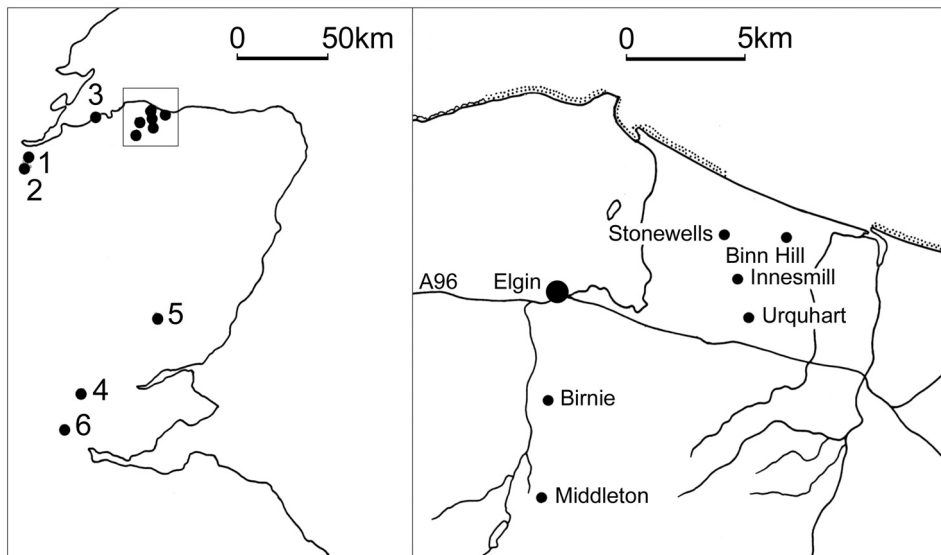 0 50km
3
1
2
5
4
6
0 5km
Stonewells
Binn Hill
Innesmill
A96 Elgin
Urquhart
Birnie
Middleton